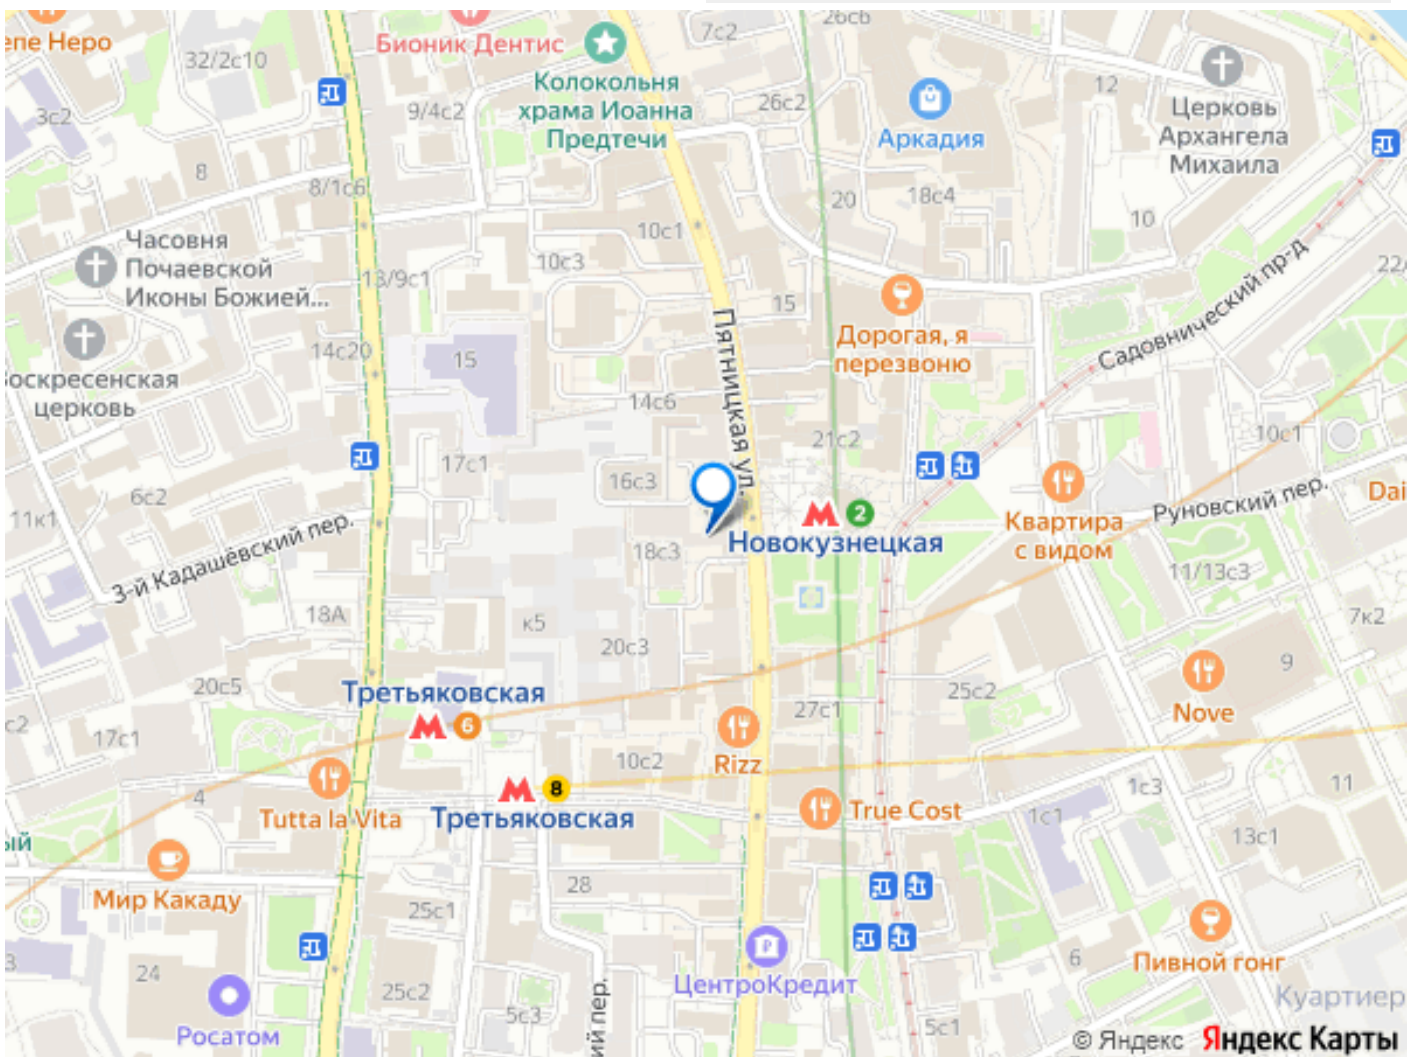 26с6
7с2
Бионик Дентис
32/2с10
Колокольня
храма Иоанна
Предтечи
3с2
9/4с2
26с2
Аркадия
12
Церковь
Архангела
Михаила
8
8/1с6
20
18с4
10
10с1
Часовня
Почаевской
Иконы Божией...
13/9с1
10с3
15
Садовнический пр-д
Дорогая, я
перезвоню
Пятницкая ул.
14с20
15
церковь
14с6
21с2
10с1
17с1
16с3
6с2
11к1
3-й Кадашёвский пер.
М 2
Новокузнецкая
Квартира
с видом
Руновский пер.
18с3
11/13с3
18А
к5
20с3
7к2
9
20с5
Третьяковская
М 6
25с2
Nove
17с1
27с1
Rizz
10с2
М 8
Третьяковская
4
Tutta la Vita
True Cost
1с3
11
1с1
13с1
Мир Какаду
28
25с1
ЦентроКредит
Пивной гонг
6
24
25с2
5с3
5с1
Росатом
Куартиер
© Яндекс Яндекс Карты